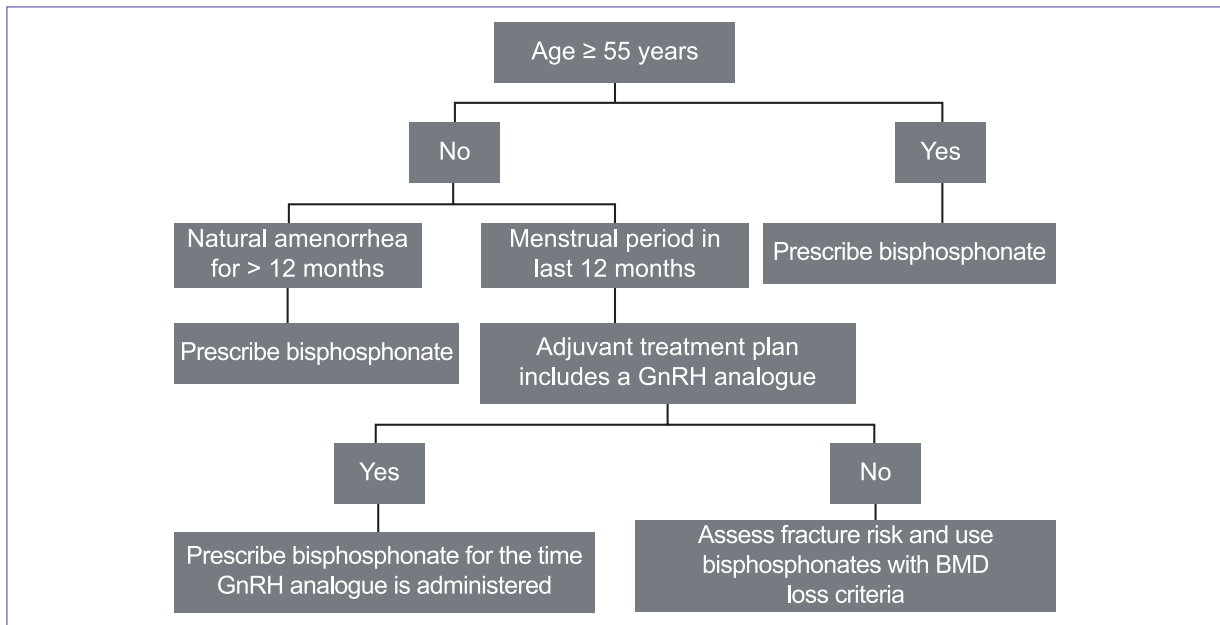 Age ≥ 55 years
No
Yes
Natural amenorrhea
for > 12 months
Menstrual period in
last 12 months
Prescribe bisphosphonate
Prescribe bisphosphonate
Adjuvant treatment plan
includes a GnRH analogue
Yes
No
Prescribe bisphosphonate for the time
GnRH analogue is administered
Assess fracture risk and use
bisphosphonates with BMD
loss criteria